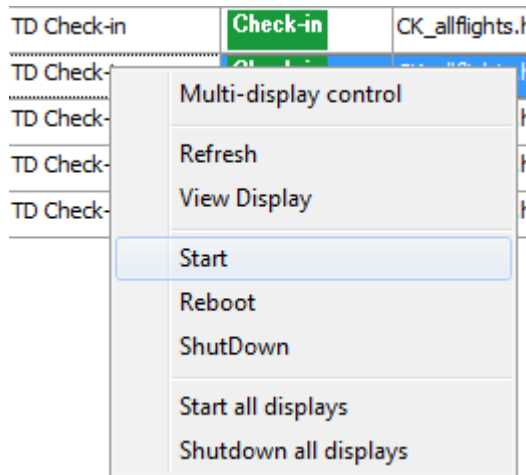 TD Check-in Check-in CK_allflights.h
TD Check-
Multi-display control
TD Check-
Refresh
TD Check-
View Display
TD Check-
Start
Reboot
ShutDown
Start all displays
Shutdown all displays